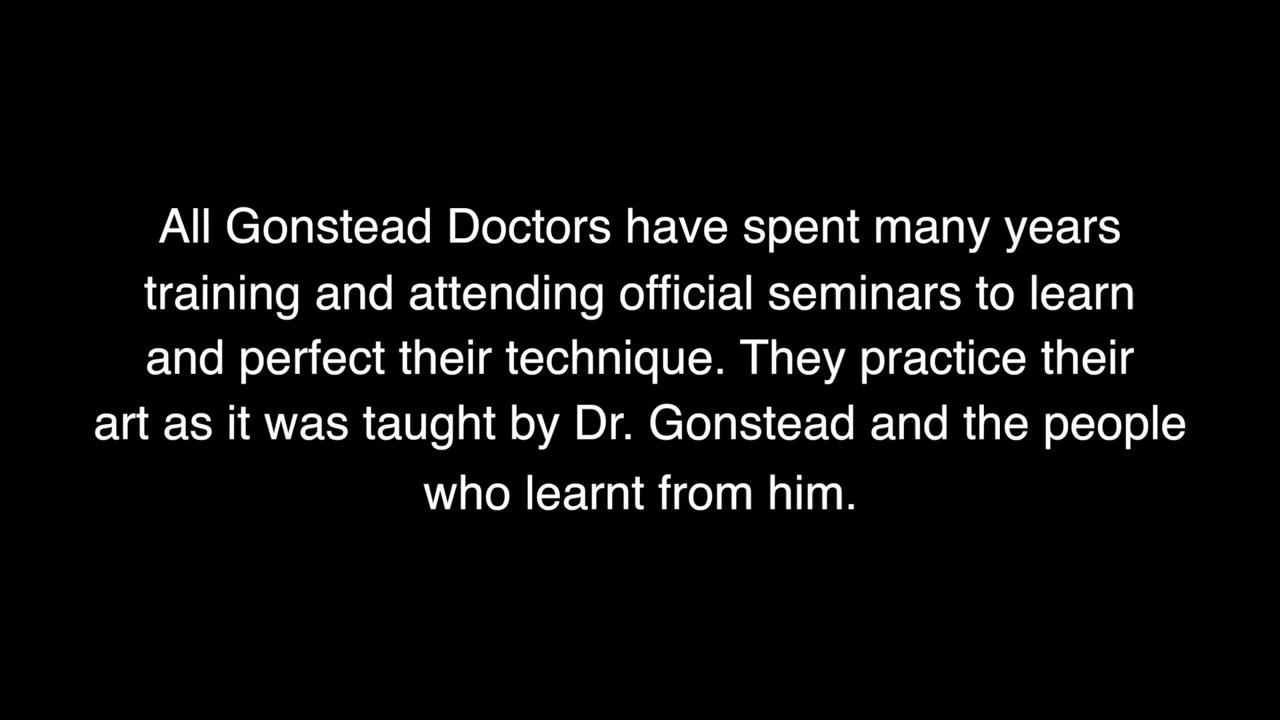 All Gonstead Doctors have spent many years
training and attending official seminars to learn
and perfect their technique. They practice their
art as it was taught by Dr. Gonstead and the people
who learnt from him.